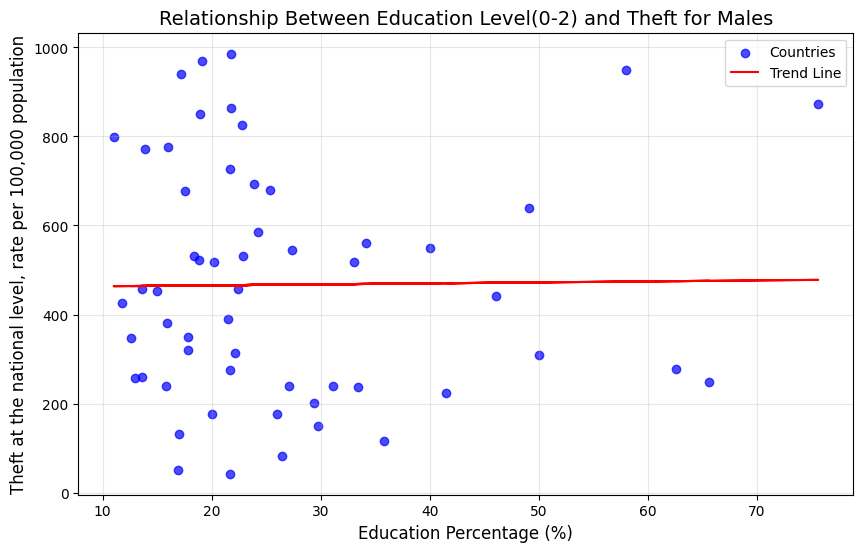 Relationship Between Education Level(0-2) and Theft for Males
Theft at the national level, rate per 100,000 population
1000
800
600
400
200
0
Countries
Trend Line
10 20 30 40 50 60 70
Education Percentage (%)